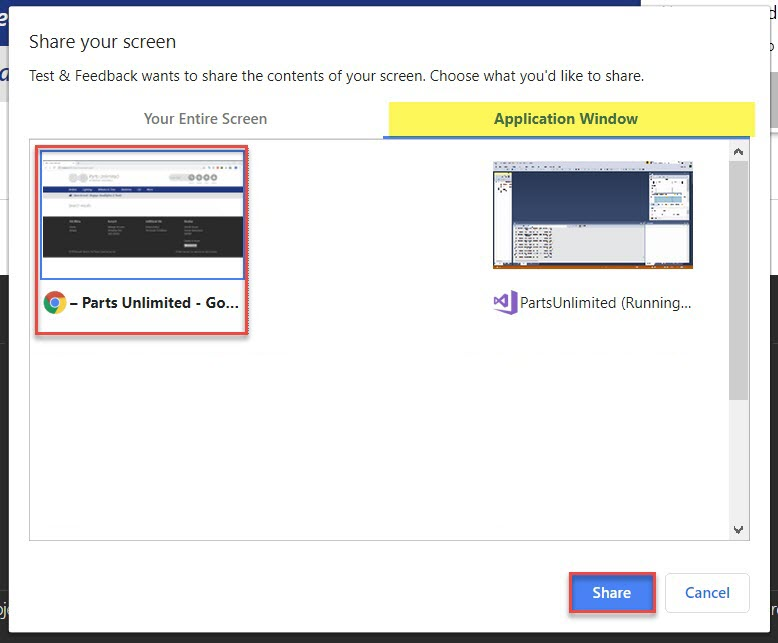 Share your screen
Test & Feedback wants to share the contents of your screen. Choose what you'd like to share.
Your Entire Screen
Application Window
– Parts Unlimited - Go...
PartsUnlimited (Running...
Share
Cancel